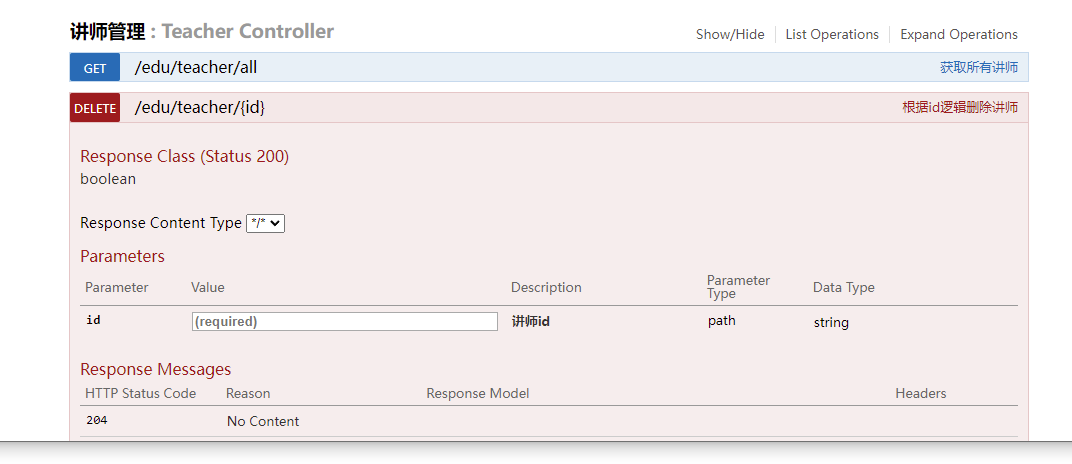 讲师管理 : Teacher Controller
Show/Hide List Operations Expand Operations
GET /edu/teacher/all 获取所有讲师
DELETE /edu/teacher/{id} 根据id逻辑删除讲师
Response Class (Status 200)
boolean
Response Content Type */*
Parameters
Parameter Value Description Parameter Type Data Type
id (required) 讲师id path string
Response Messages
HTTP Status Code Reason Response Model Headers
204 No Content